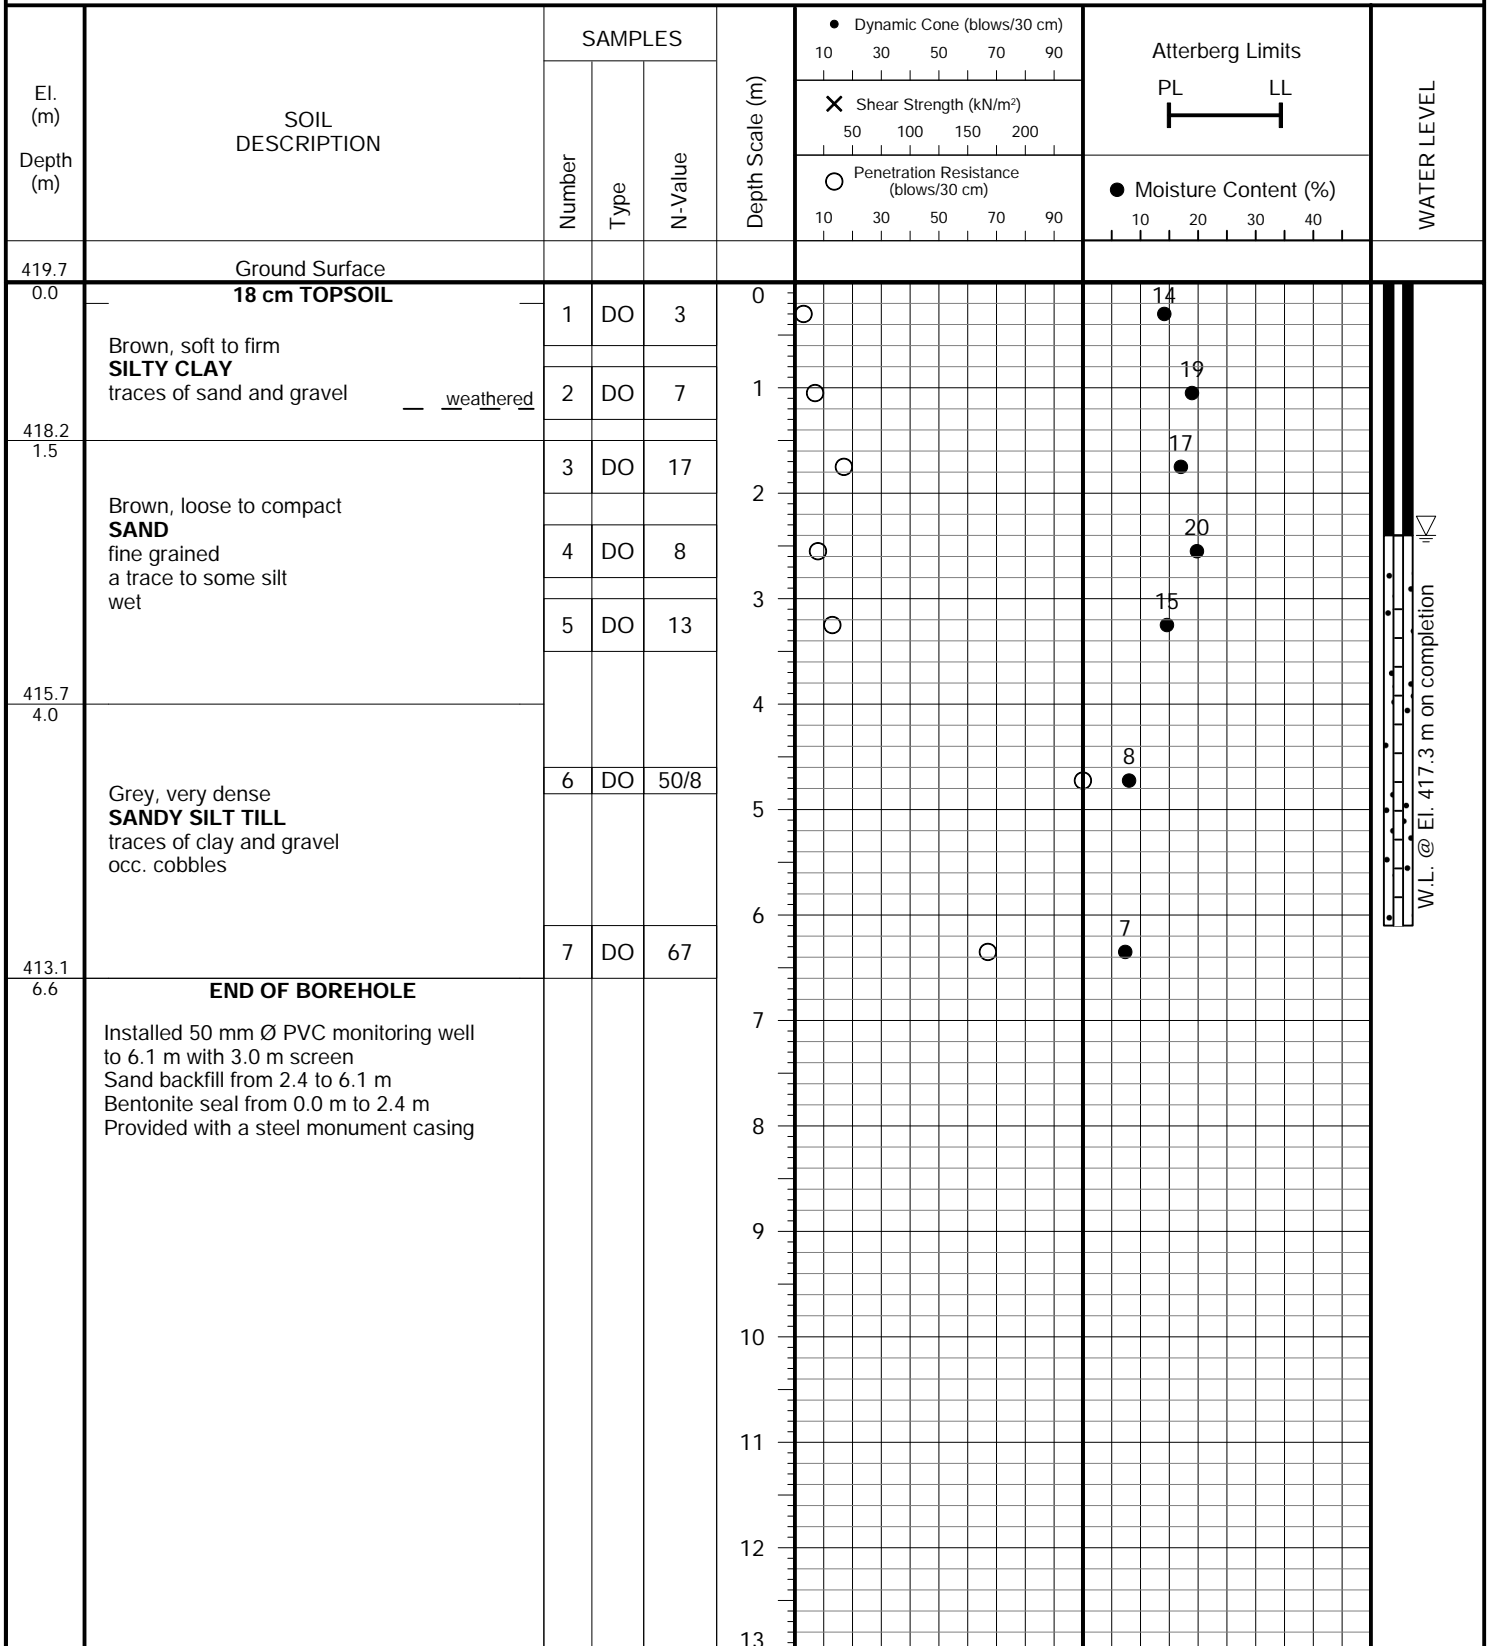 El.
(m)
Depth
(m)
SOIL
DESCRIPTION
SAMPLES
Number
Type
N-Value
Depth Scale (m)
● Dynamic Cone (blows/30 cm)
10 30 50 70 90
✕ Shear Strength (kN/m²)
50 100 150 200
○ Penetration Resistance
(blows/30 cm)
10 30 50 70 90
Atterberg Limits
PL LL
● Moisture Content (%)
10 20 30 40
WATER LEVEL
419.7
Ground Surface
0.0
18 cm TOPSOIL
Brown, soft to firm
SILTY CLAY
traces of sand and gravel
weathered
418.2
1.5
Brown, loose to compact
SAND
fine grained
a trace to some silt
wet
415.7
4.0
Grey, very dense
SANDY SILT TILL
traces of clay and gravel
occ. cobbles
413.1
6.6
END OF BOREHOLE
Installed 50 mm Ø PVC monitoring well
to 6.1 m with 3.0 m screen
Sand backfill from 2.4 to 6.1 m
Bentonite seal from 0.0 m to 2.4 m
Provided with a steel monument casing
1 DO 3
2 DO 7
3 DO 17
4 DO 8
5 DO 13
6 DO 50/8
7 DO 67
0
1
2
3
4
5
6
7
8
9
10
11
12
13
14
19
17
20
15
8
7
W.L. @ El. 417.3 m on completion